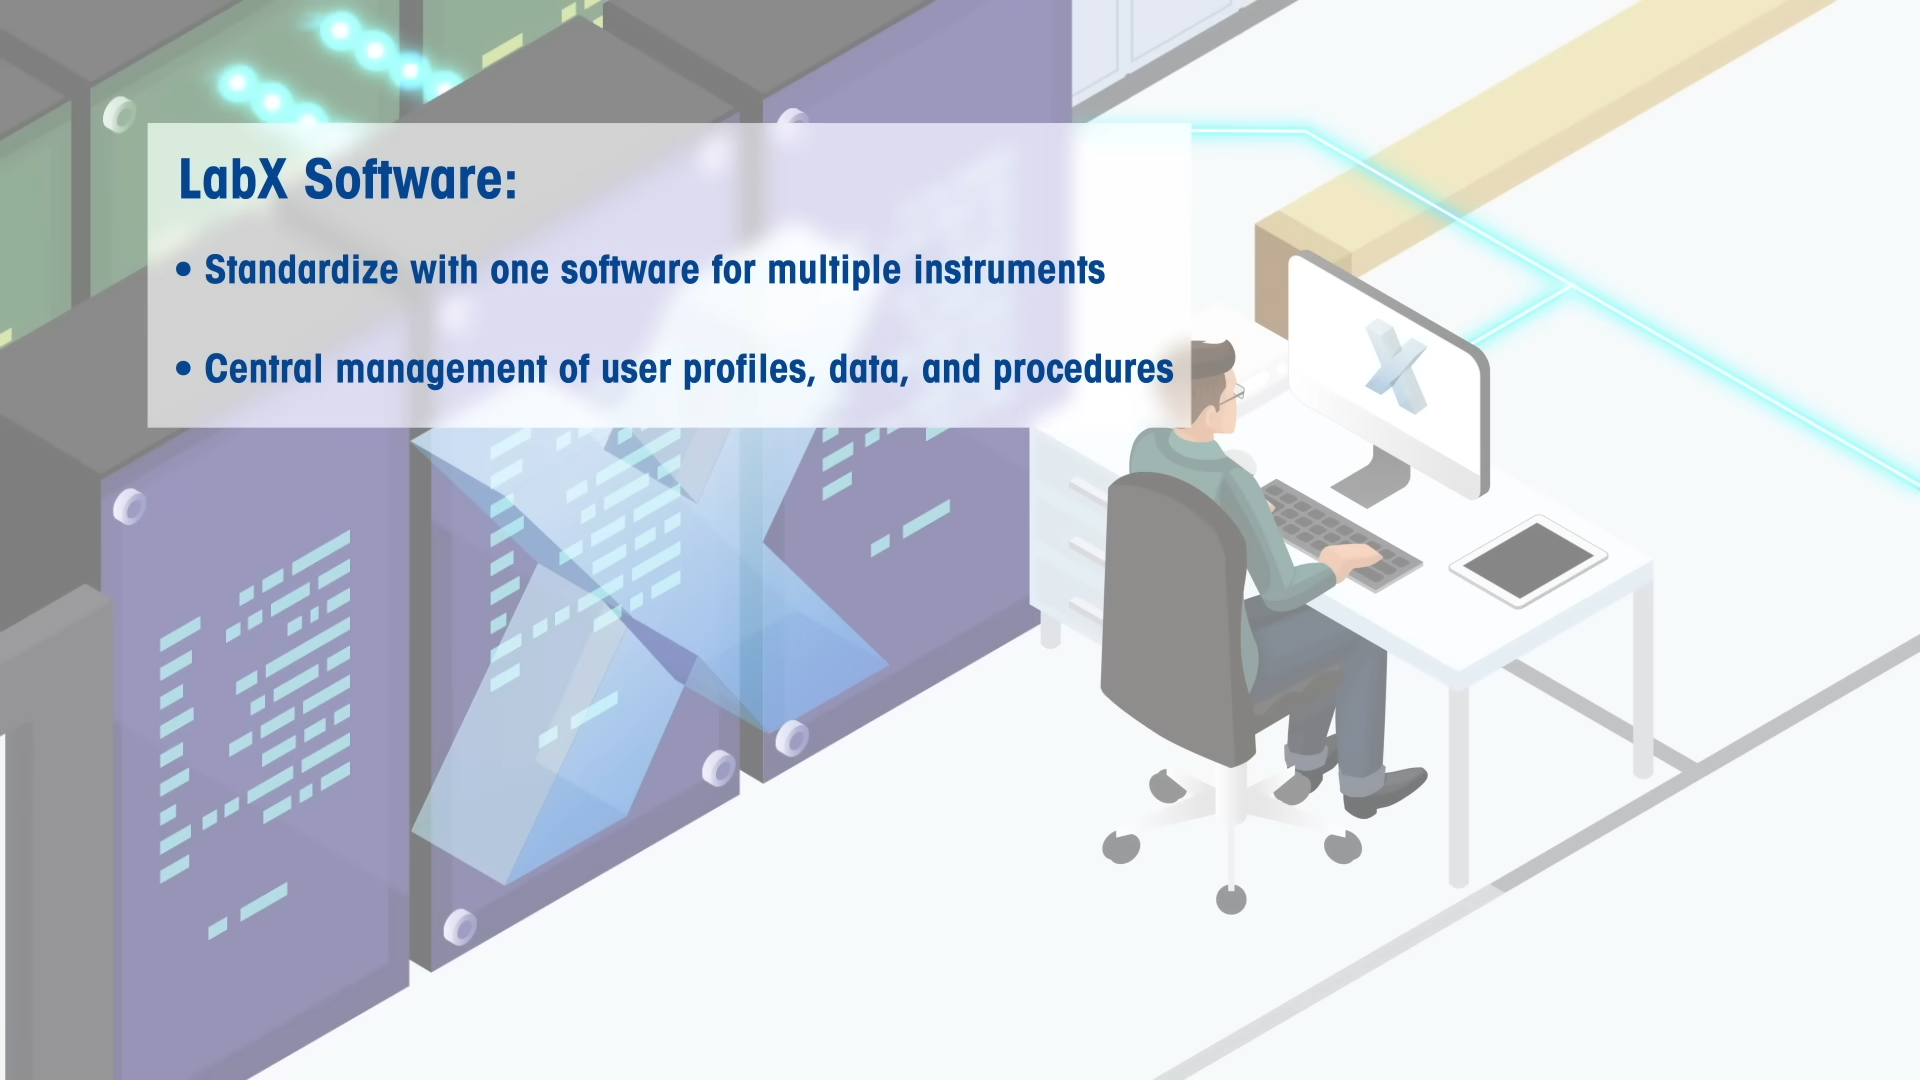 LabX Software:
• Standardize with one software for multiple instruments
• Central management of user profiles, data, and procedures